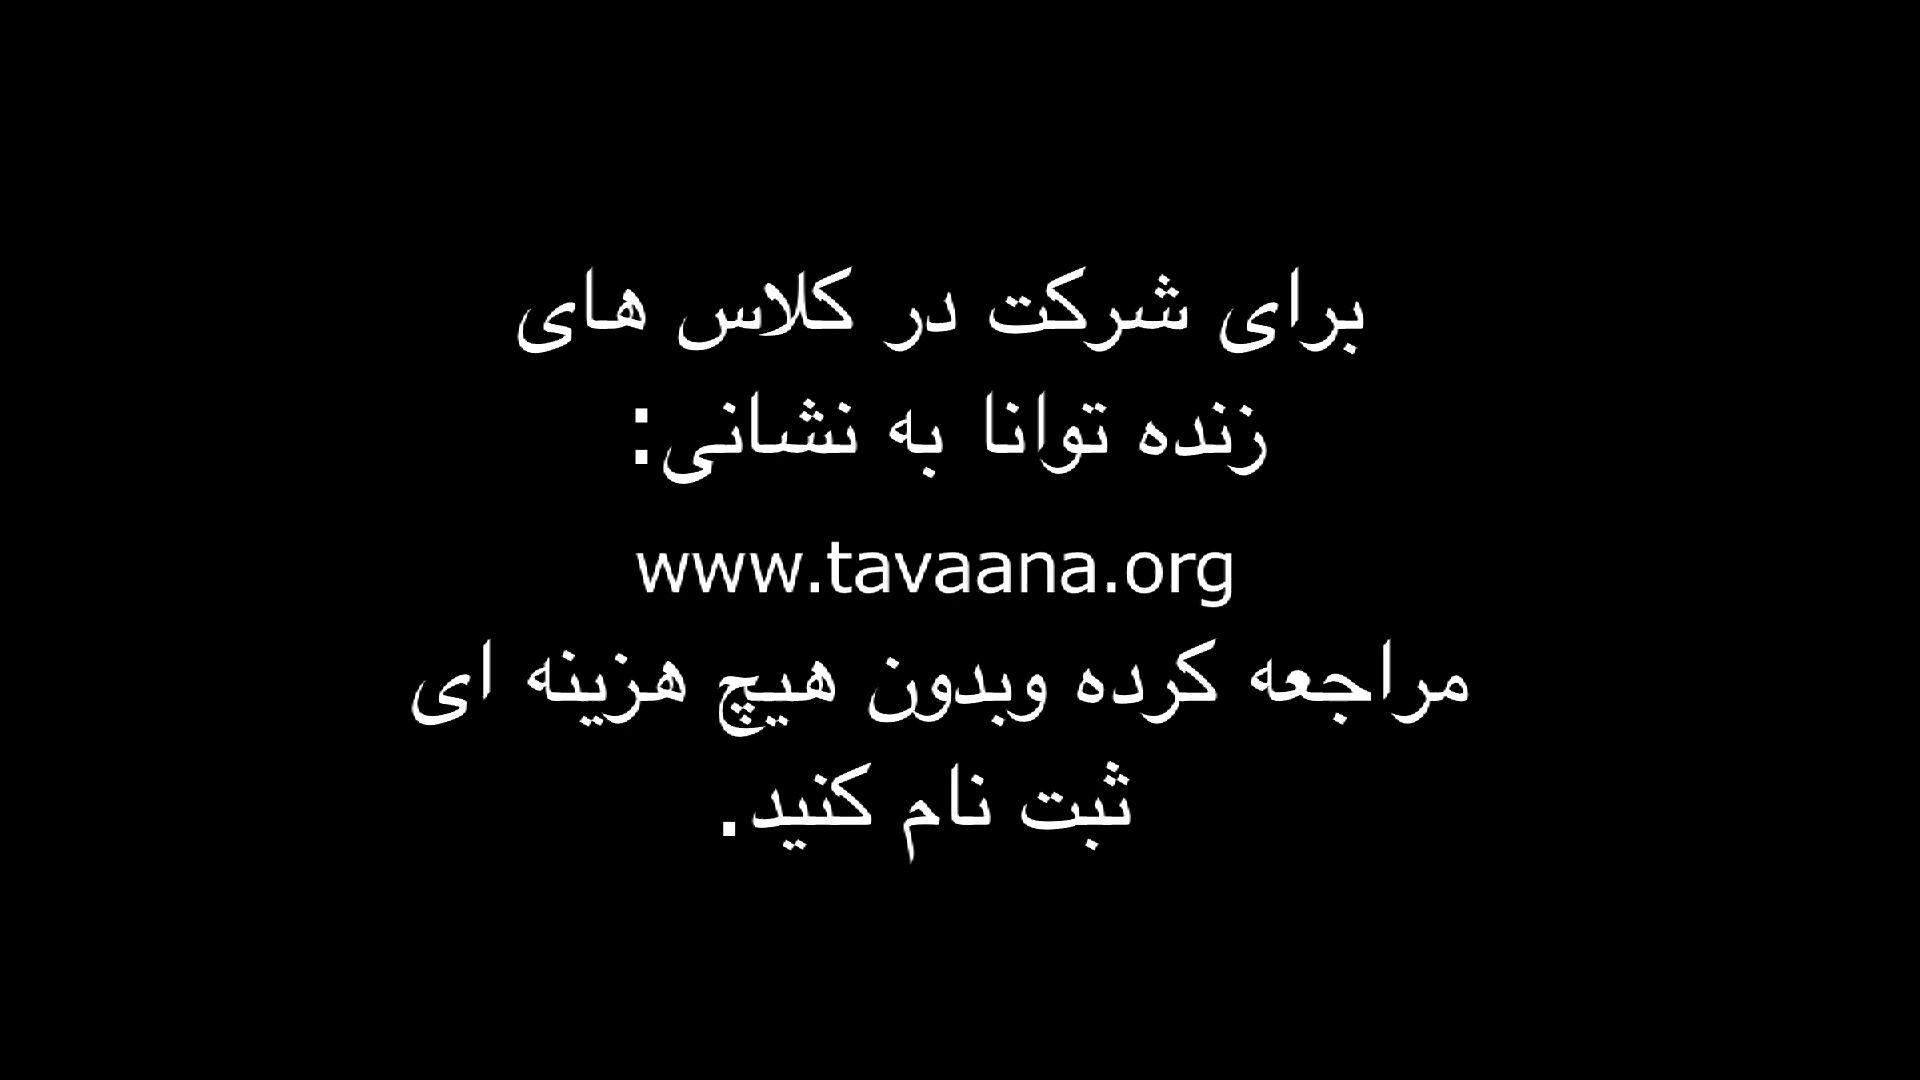 برای شرکت در کلاس های
زنده توانا به نشانی:
www.tavaana.org
مراجعه کرده وبدون هیچ هزینه ای
ثبت نام کنید.